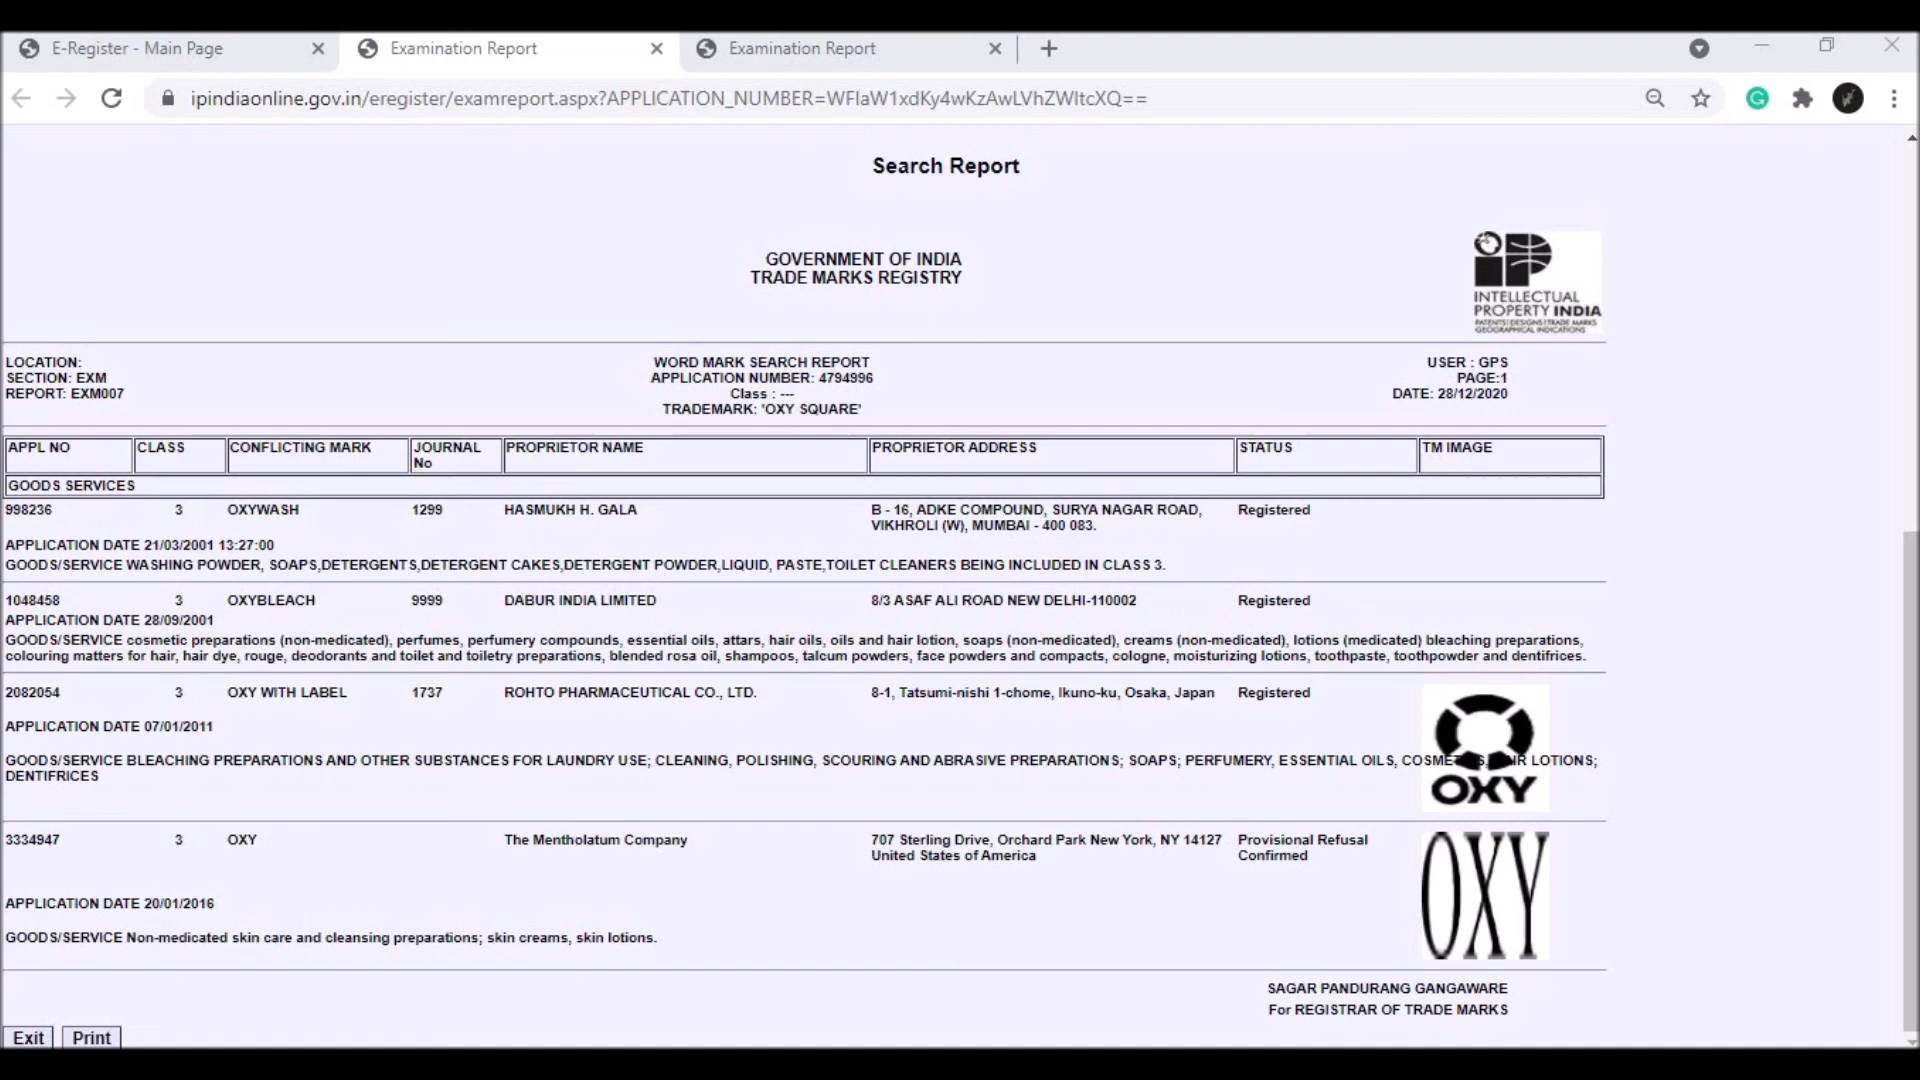 E-Register - Main Page
Examination Report
Examination Report
ipindiaonline.gov.in/eregister/examreport.aspx?APPLICATION_NUMBER=WFIaW1xdKy4wKzAwLVhZWItcXQ==
Search Report
GOVERNMENT OF INDIA
TRADE MARKS REGISTRY
iP
INTELLECTUAL
PROPERTY INDIA
PATENTS|DESIGNS|TRADE MARKS
GEOGRAPHICAL INDICATIONS
LOCATION: WORD MARK SEARCH REPORT USER : GPS
SECTION: EXM APPLICATION NUMBER: 4794996 PAGE:1
REPORT: EXM007 Class : --- DATE: 28/12/2020
TRADEMARK: 'OXY SQUARE'
APPL NO CLASS CONFLICTING MARK JOURNAL No PROPRIETOR NAME PROPRIETOR ADDRESS STATUS TM IMAGE
GOODS SERVICES
998236 3 OXYWASH 1299 HASMUKH H. GALA B - 16, ADKE COMPOUND, SURYA NAGAR ROAD, Registered
VIKHROLI (W), MUMBAI - 400 083.
APPLICATION DATE 21/03/2001 13:27:00
GOODS/SERVICE WASHING POWDER, SOAPS,DETERGENTS,DETERGENT CAKES,DETERGENT POWDER,LIQUID, PASTE,TOILET CLEANERS BEING INCLUDED IN CLASS 3.
1048458 3 OXYBLEACH 9999 DABUR INDIA LIMITED 8/3 ASAF ALI ROAD NEW DELHI-110002 Registered
APPLICATION DATE 28/09/2001
GOODS/SERVICE cosmetic preparations (non-medicated), perfumes, perfumery compounds, essential oils, attars, hair oils, oils and hair lotion, soaps (non-medicated), creams (non-medicated), lotions (medicated) bleaching preparations,
colouring matters for hair, hair dye, rouge, deodorants and toilet and toiletry preparations, blended rosa oil, shampoos, talcum powders, face powders and compacts, cologne, moisturizing lotions, toothpaste, toothpowder and dentifrices.
2082054 3 OXY WITH LABEL 1737 ROHTO PHARMACEUTICAL CO., LTD. 8-1, Tatsumi-nishi 1-chome, Ikuno-ku, Osaka, Japan Registered
APPLICATION DATE 07/01/2011
GOODS/SERVICE BLEACHING PREPARATIONS AND OTHER SUBSTANCES FOR LAUNDRY USE; CLEANING, POLISHING, SCOURING AND ABRASIVE PREPARATIONS; SOAPS; PERFUMERY, ESSENTIAL OILS, LOTIONS;
DENTIFRICES
OXY
3334947 3 OXY The Mentholatum Company 707 Sterling Drive, Orchard Park New York, NY 14127 Provisional Refusal
United States of America Confirmed
OXY
APPLICATION DATE 20/01/2016
GOODS/SERVICE Non-medicated skin care and cleansing preparations; skin creams, skin lotions.
SAGAR PANDURANG GANGAWARE
For REGISTRAR OF TRADE MARKS
Exit Print